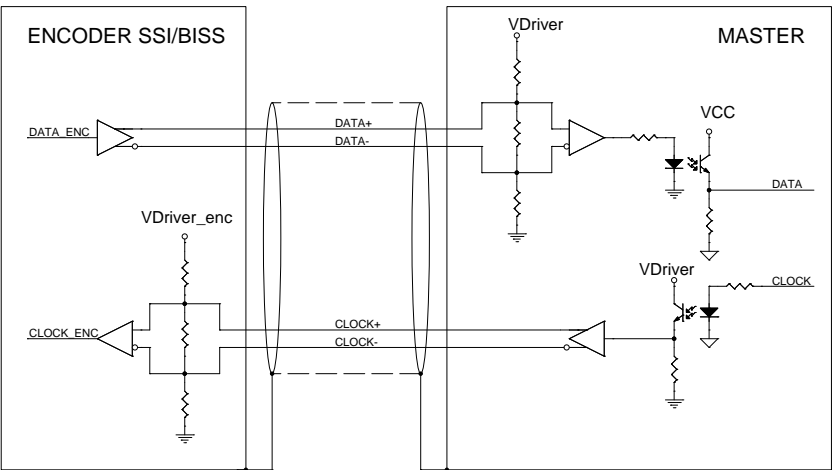 ENCODER SSI/BISS
VDriver
MASTER
VCC
DATA_ENC
DATA+
DATA-
DATA
VDriver_enc
VDriver
CLOCK
CLOCK_ENC
CLOCK+
CLOCK-